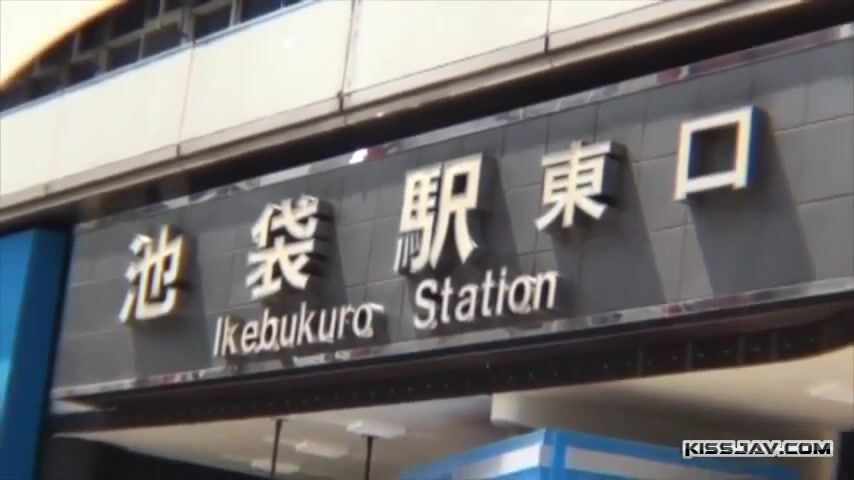 池袋駅東口
Ikebukuro Station
KISSJAV.COM